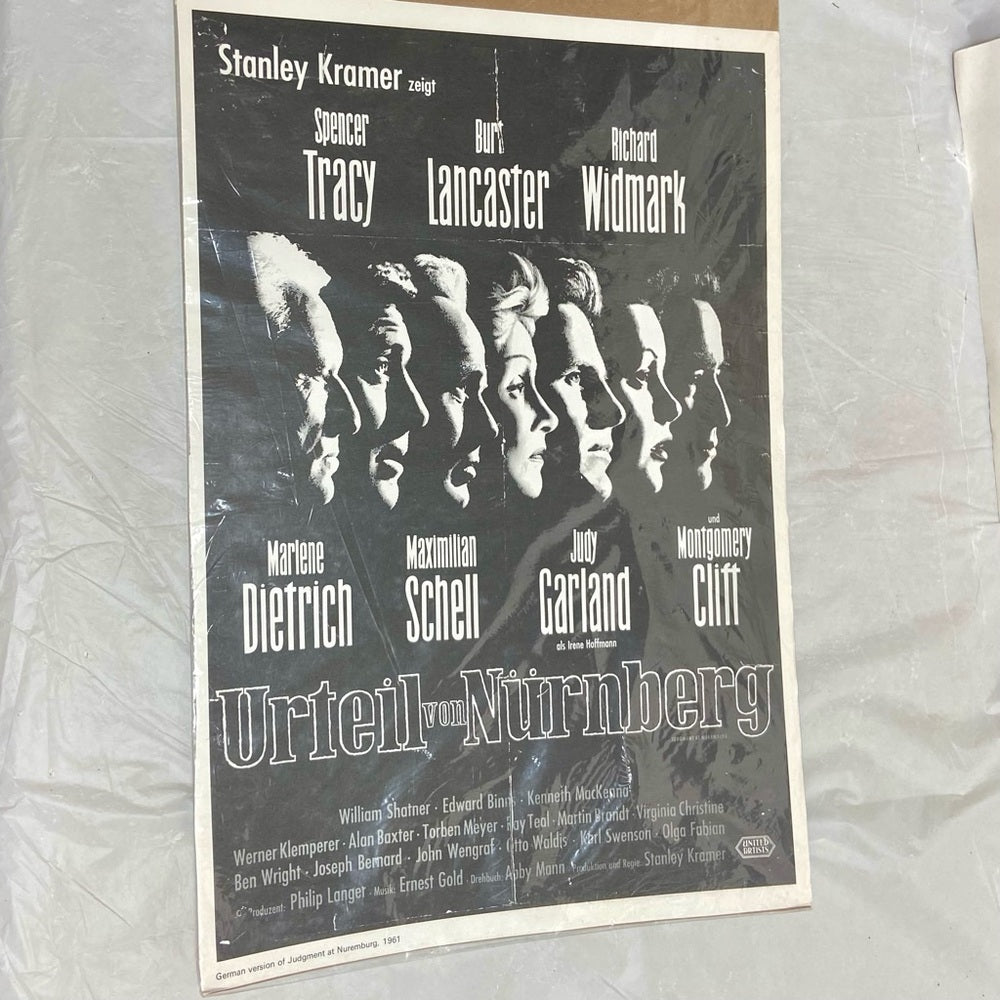 Stanley Kramer zeigt
Spencer Tracy
Burt Lancaster
Richard Widmark
Marlene Dietrich
Maximilian Schell
Judy Garland
als Irene Hoffmann
und
Montgomery Clift
Urteil von Nürnberg
JUDGMENT AT NUREMBERG
William Shatner · Edward Binns · Kenneth MacKenna
Werner Klemperer · Alan Baxter · Torben Meyer · Ray Teal · Martin Brandt · Virginia Christine
Ben Wright · Joseph Bernard · John Wengraf · Otto Waldis · Karl Swenson · Olga Fabian
Produzent: Philip Langer · Musik: Ernest Gold · Drehbuch: Abby Mann · Produktion und Regie: Stanley Kramer
UNITED ARTISTS
German version of Judgment at Nuremburg, 1961